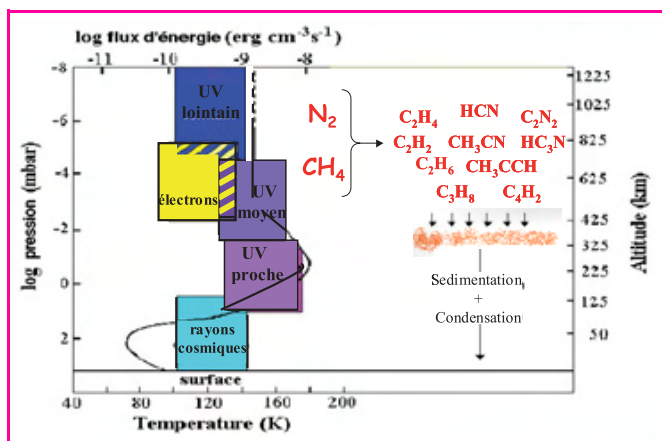 log flux d'énergie (erg cm-3s-1)
-11 -10 -9 -8
-8
-6
-4
-2
0
2
log pression (mbar)
UV
lointain
électrons
UV
moyen
UV
proche
rayons
cosmiques
surface
40 80 120 160 200
Temperature (K)
N2
CH4
C2H4 HCN C2N2
C2H2 CH3CN HC3N
C2H6 CH3CCH
C3H8 C4H2
Sedimentation
+
Condensation
1225
1025
825
625
425
325
225
125
50
Altitude (km)